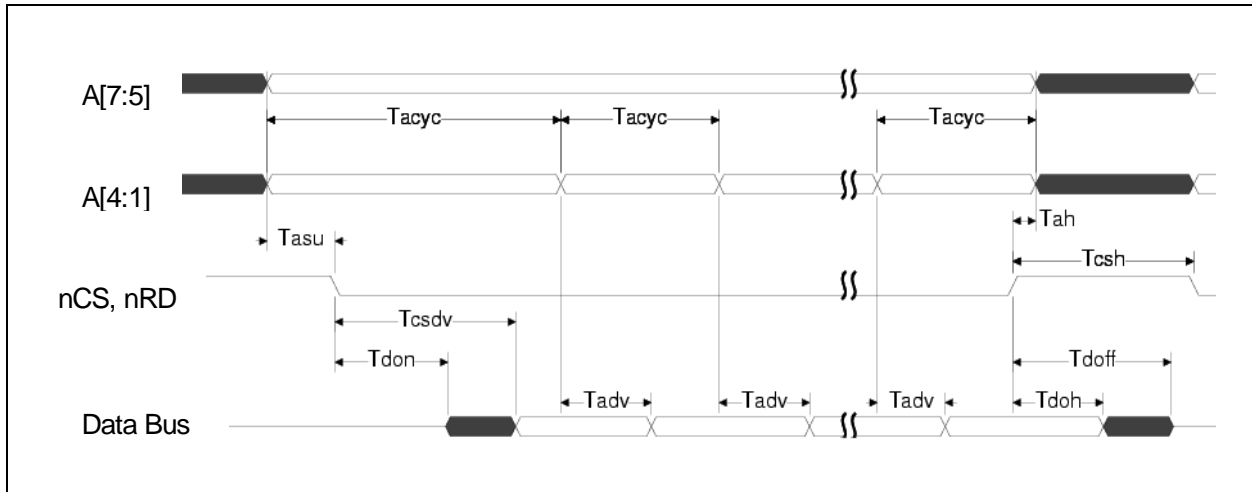 A[7:5]
Tacyc Tacyc Tacyc
A[4:1]
Tah
Tasu
Tcsh
nCS, nRD
Tcsdv
Tdon Tdoff
Tadv Tadv Tadv Tdoh
Data Bus